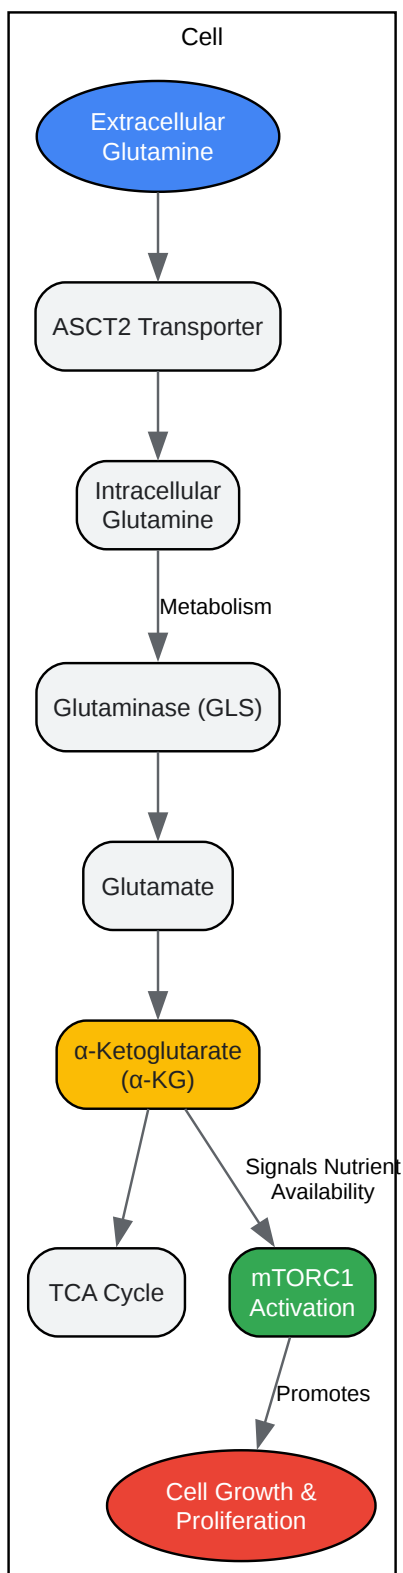 Cell
Extracellular
Glutamine
ASCT2 Transporter
Intracellular
Glutamine
Metabolism
Glutaminase (GLS)
Glutamate
α-Ketoglutarate
(α-KG)
Signals Nutrient
Availability
TCA Cycle
mTORC1
Activation
Promotes
Cell Growth &
Proliferation